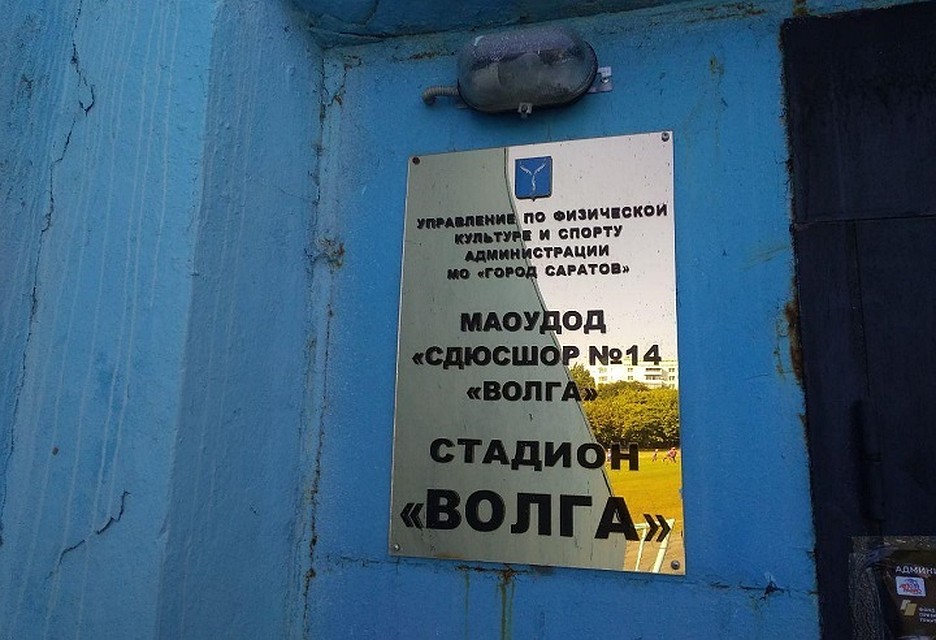 УПРАВЛЕНИЕ ПО ФИЗИЧЕСКОЙ
КУЛЬТУРЕ И СПОРТУ
АДМИНИСТРАЦИИ
МО «ГОРОД САРАТОВ»
МАОУДОД
«СДЮСШОР №14
«ВОЛГА»
СТАДИОН
«ВОЛГА»